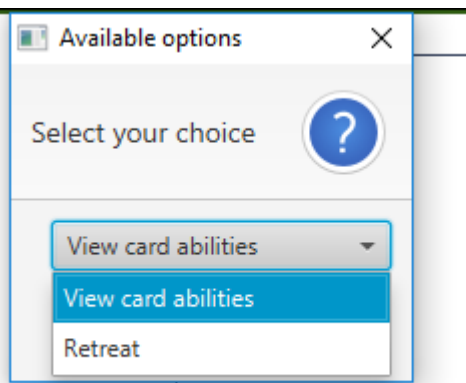 Available options
Select your choice
?
View card abilities
View card abilities
Retreat